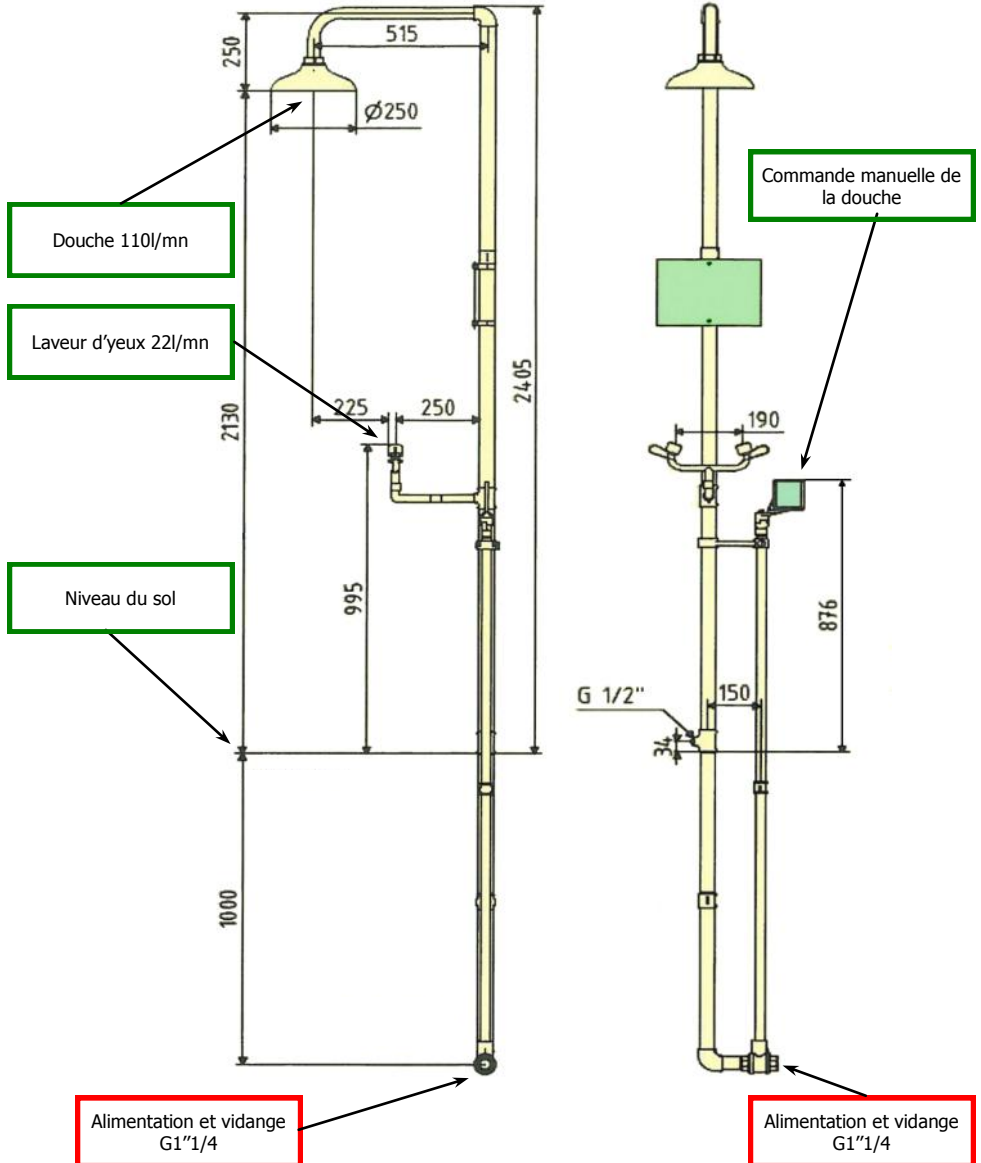 515
250
Ø250
Commande manuelle de
la douche
Douche 110l/mn
Laveur d’yeux 22l/mn
2405
225
250
190
2130
995
Niveau du sol
876
G 1/2"
150
34
1000
Alimentation et vidange
G1”1/4
Alimentation et vidange
G1”1/4